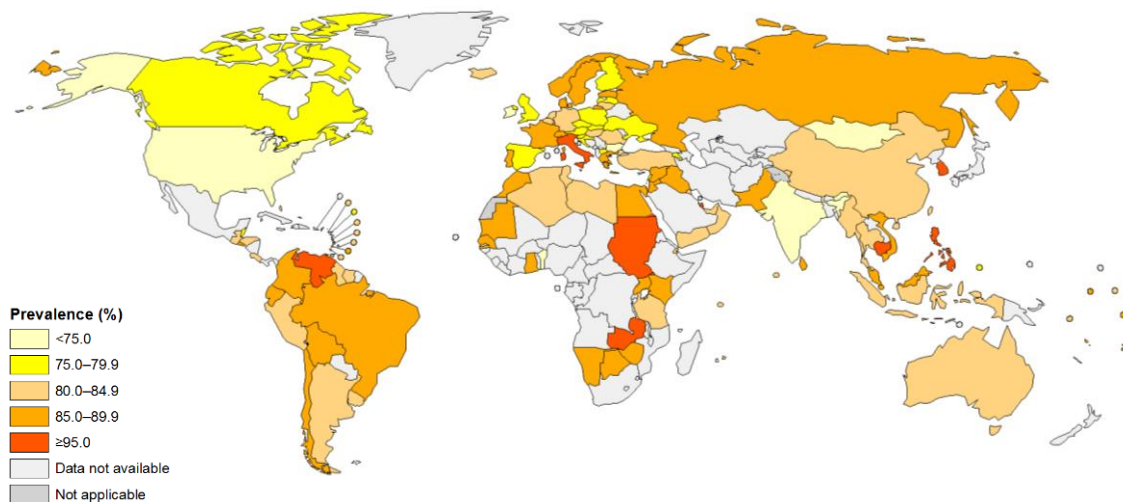 Prevalence (%)
<75.0
75.0–79.9
80.0–84.9
85.0–89.9
≥95.0
Data not available
Not applicable